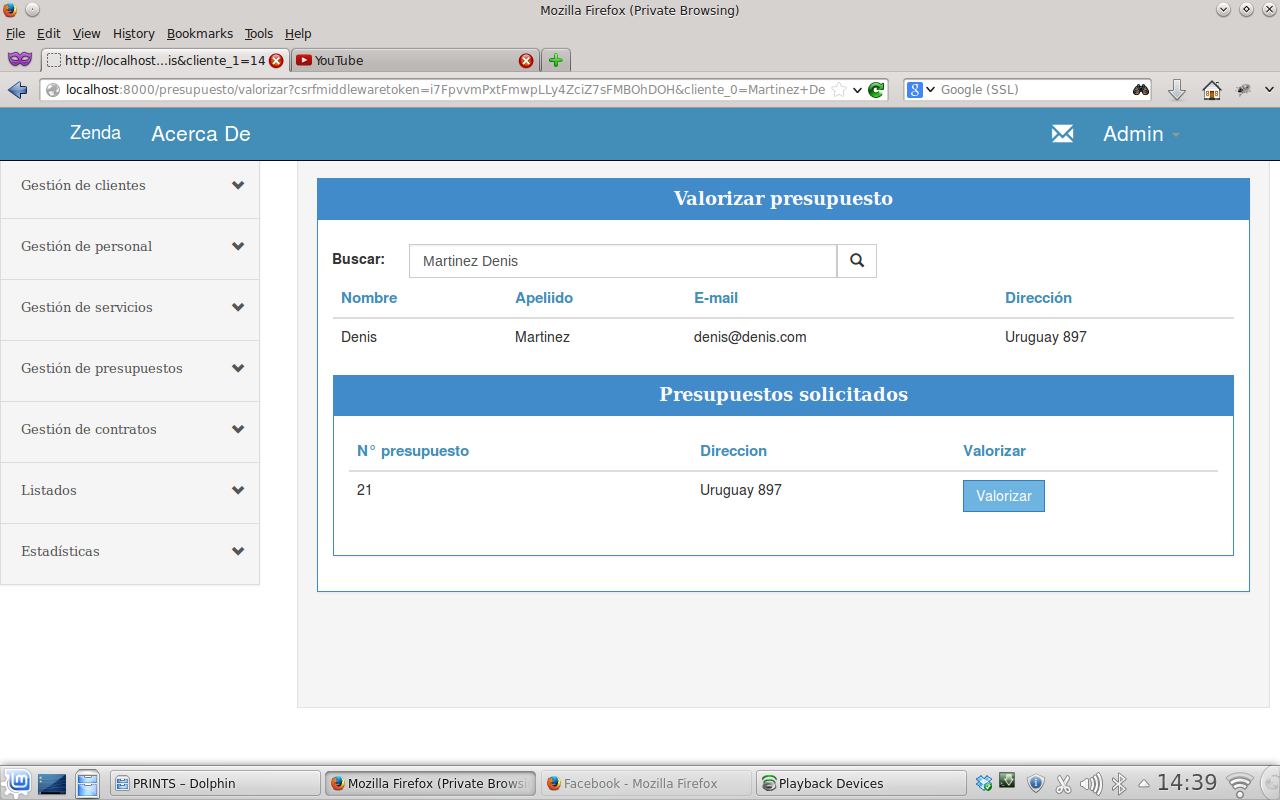 Mozilla Firefox (Private Browsing)
File Edit View History Bookmarks Tools Help
http://localhost...is&cliente_1=14 YouTube
localhost:8000/presupuesto/valorizar?csrfmiddlewaretoken=i7FpvvmPxtFmwpLLy4ZciZ7sFMBOhDOH&cliente_0=Martinez+De Google (SSL)
Zenda Acerca De Admin
Gestión de clientes
Gestión de personal
Gestión de servicios
Gestión de presupuestos
Gestión de contratos
Listados
Estadísticas
Valorizar presupuesto
Buscar: Martinez Denis
Nombre Apeliido E-mail Dirección
Denis Martinez denis@denis.com Uruguay 897
Presupuestos solicitados
N° presupuesto Direccion Valorizar
21 Uruguay 897 Valorizar
PRINTS – Dolphin Mozilla Firefox (Private Brows Facebook - Mozilla Firefox Playback Devices 14:39